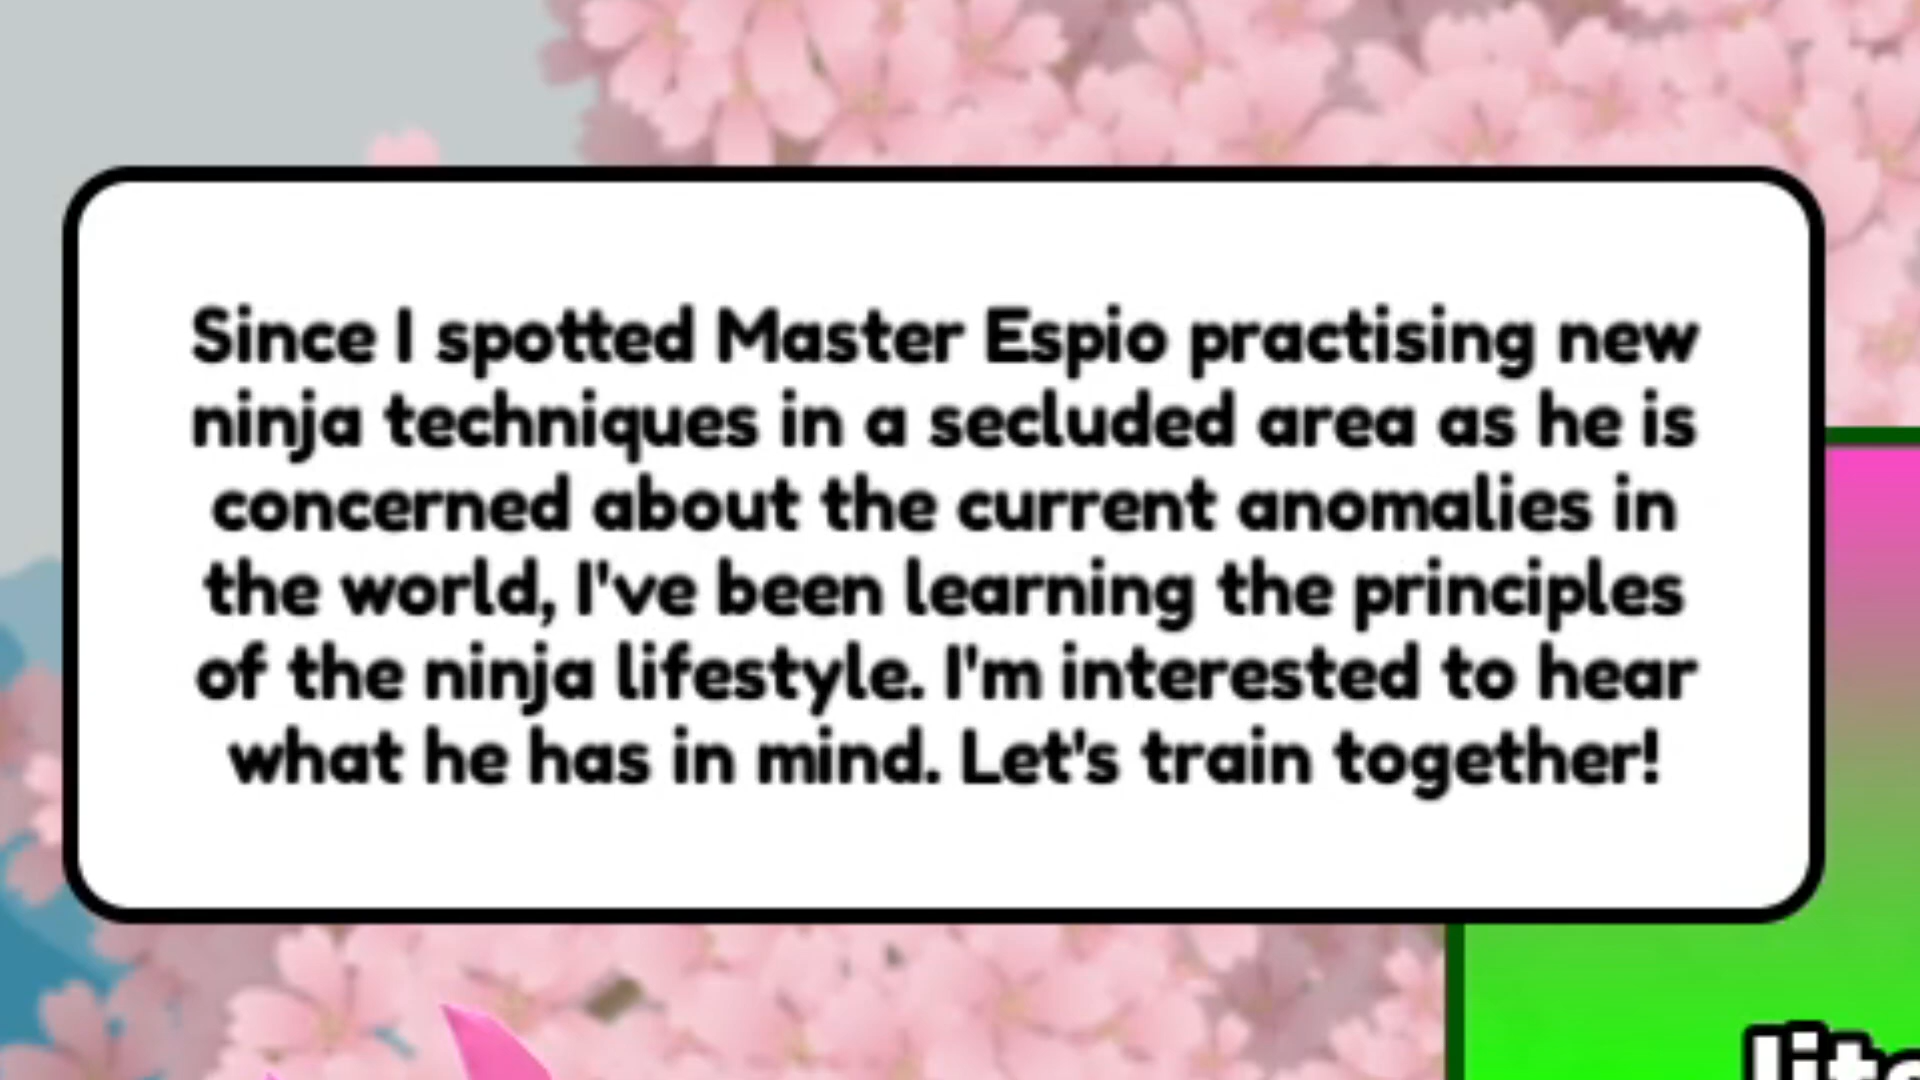 Since I spotted Master Espio practising new
ninja techniques in a secluded area as he is
concerned about the current anomalies in
the world, I've been learning the principles
of the ninja lifestyle. I'm interested to hear
what he has in mind. Let's train together!